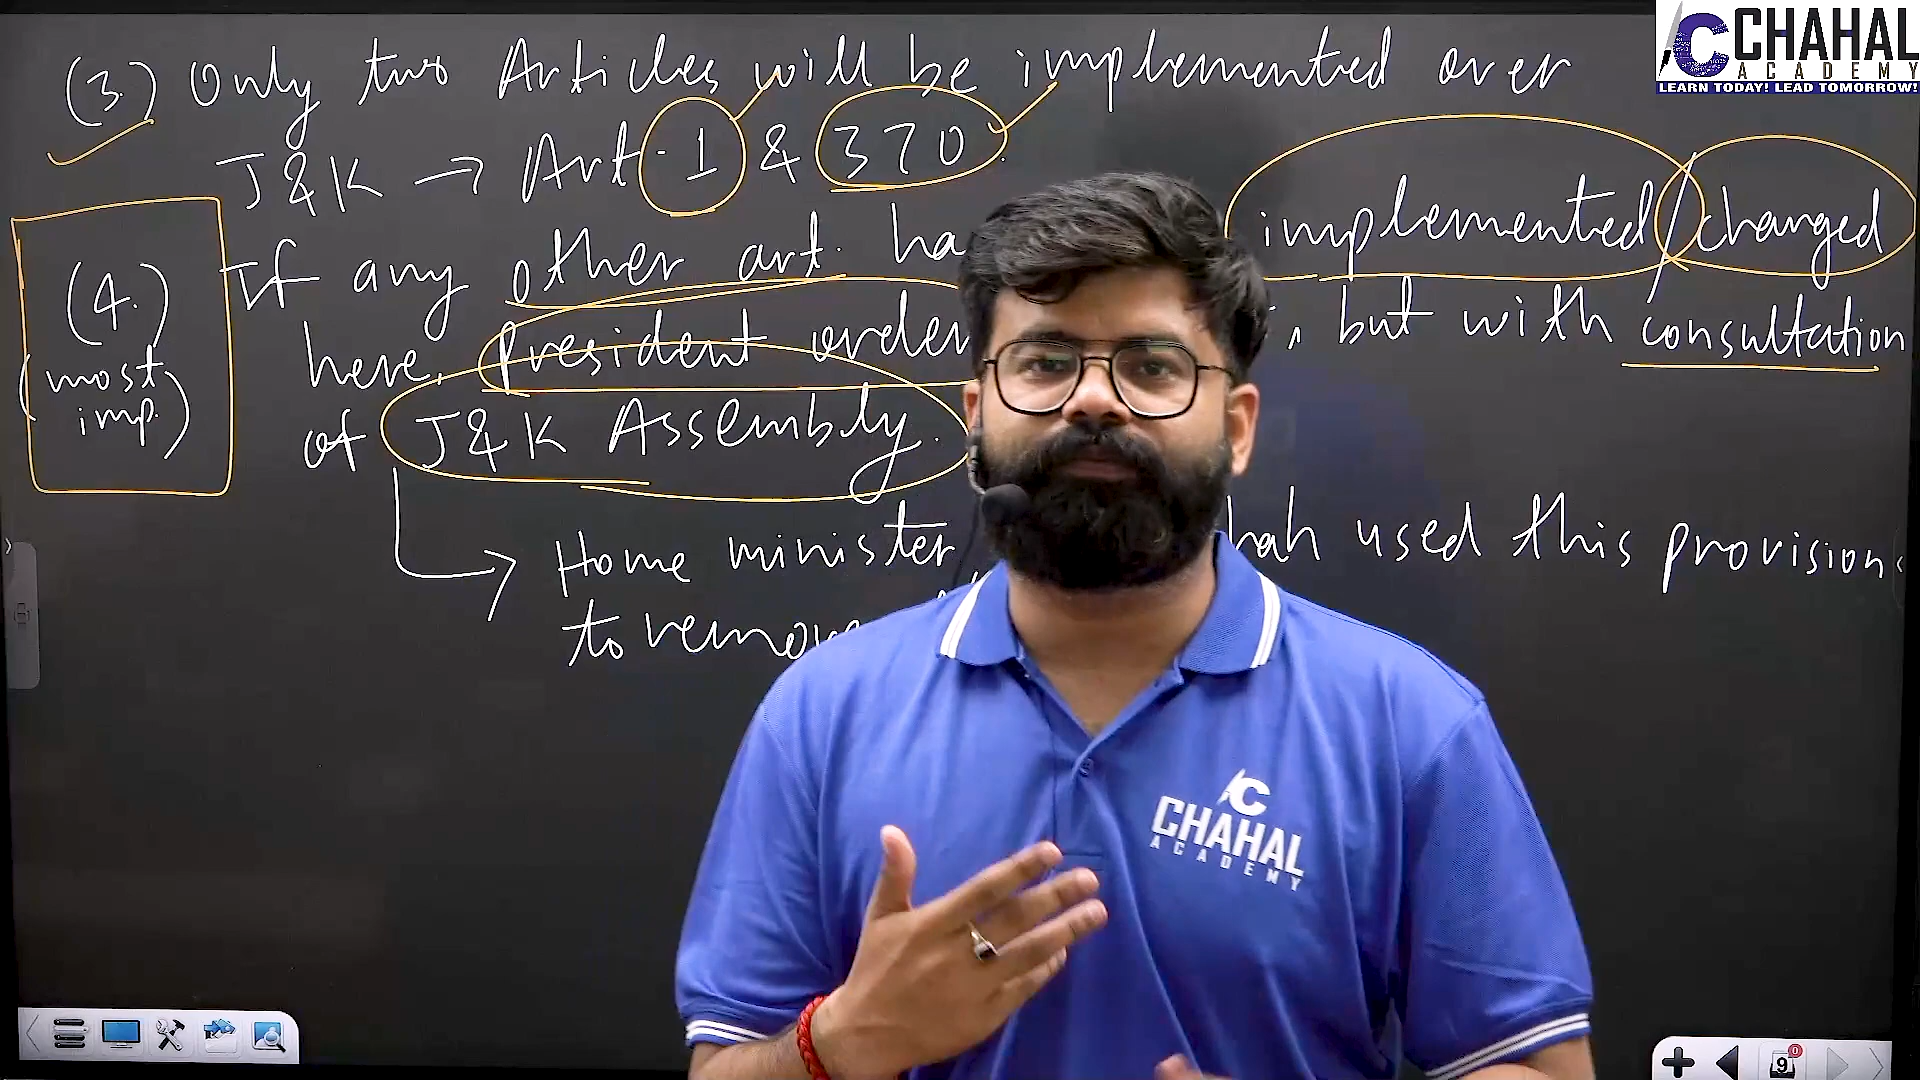 (3.) Only two Articles will be implemented over
J&K → Art. 1 & 370.
(4.) If any other art. ha implemented/changed
(most imp.)
here, President order, but with consultation
of J&K Assembly.
→ Home minister hah used this provision
to remov
CHAHAL
ACADEMY
LEARN TODAY! LEAD TOMORROW!
CHAHAL
ACADEMY
9
0